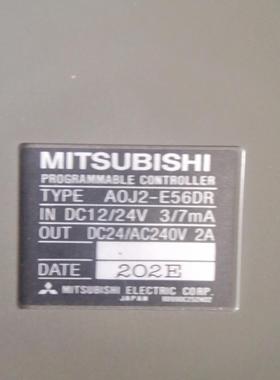 MITSUBISHI
PROGRAMMABLE CONTROLLER
TYPE A0J2-E56DR
IN DC12/24V 3/7mA
OUT DC24/AC240V 2A
DATE 202E
MITSUBISHI ELECTRIC CORP.
JAPAN